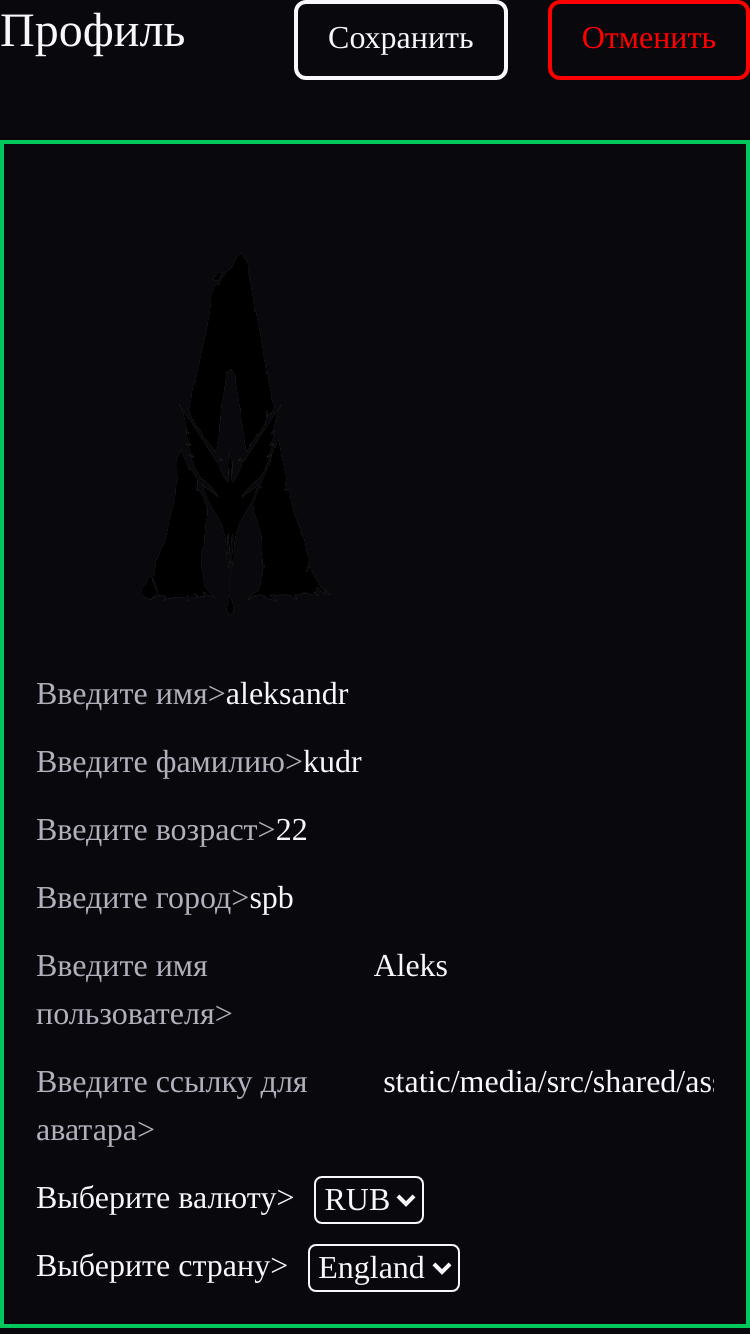 Профиль
Сохранить
Отменить
Введите имя>aleksandr
Введите фамилию>kudr
Введите возраст>22
Введите город>spb
Введите имя Aleks
пользователя>
Введите ссылку для static/media/src/shared/as
аватара>
Выберите валюту> RUB
Выберите страну> England